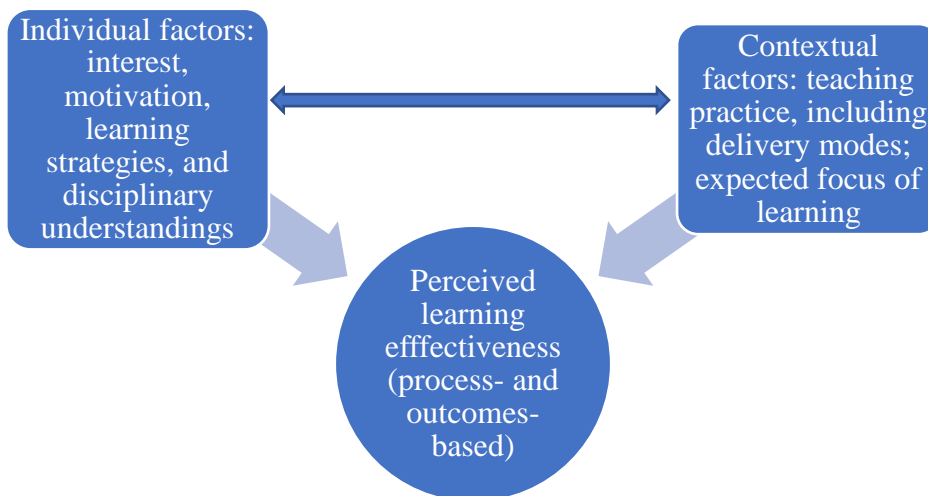 Individual factors:
interest,
motivation,
learning
strategies, and
disciplinary
understandings
Contextual
factors: teaching
practice, including
delivery modes;
expected focus of
learning
Perceived
learning
efffectiveness
(process- and
outcomes-
based)